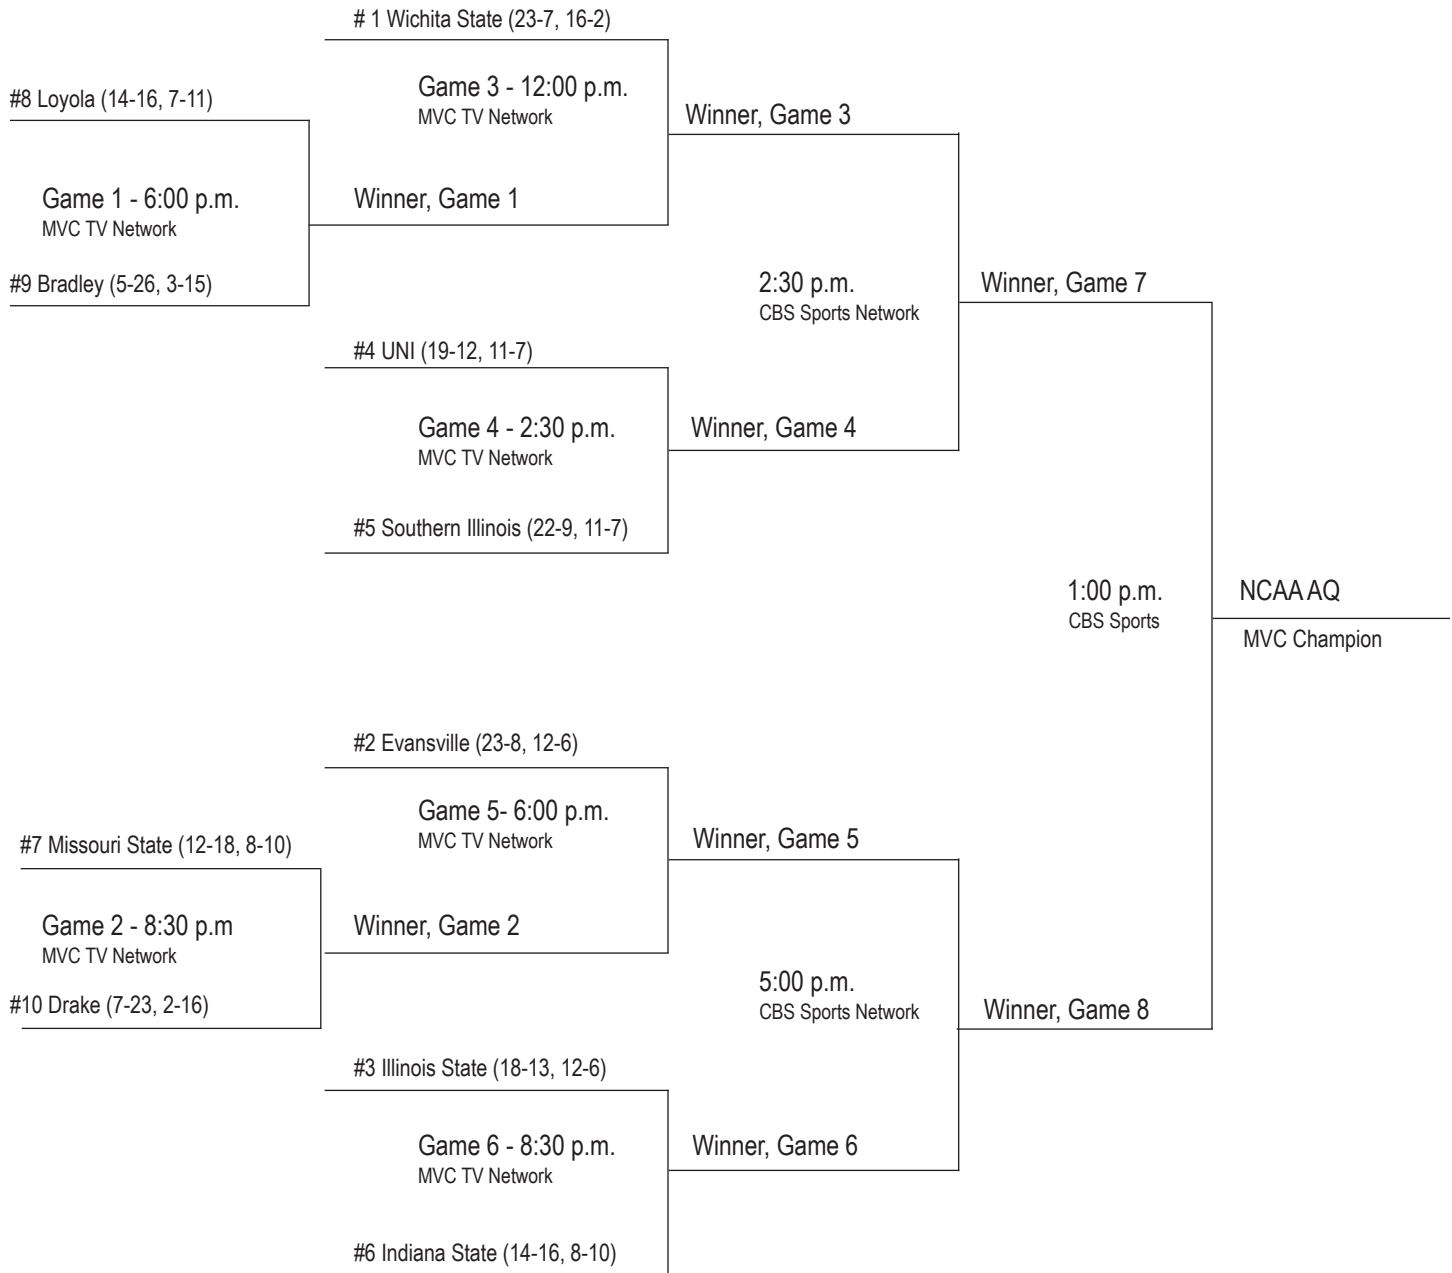 # 1 Wichita State (23-7, 16-2)
Game 3 - 12:00 p.m.
MVC TV Network
#8 Loyola (14-16, 7-11)
Winner, Game 3
Game 1 - 6:00 p.m.
MVC TV Network
Winner, Game 1
#9 Bradley (5-26, 3-15)
2:30 p.m.
CBS Sports Network
Winner, Game 7
#4 UNI (19-12, 11-7)
Game 4 - 2:30 p.m.
MVC TV Network
Winner, Game 4
#5 Southern Illinois (22-9, 11-7)
1:00 p.m.
CBS Sports
NCAA AQ
MVC Champion
#2 Evansville (23-8, 12-6)
Game 5- 6:00 p.m.
MVC TV Network
Winner, Game 5
#7 Missouri State (12-18, 8-10)
Game 2 - 8:30 p.m
MVC TV Network
Winner, Game 2
#10 Drake (7-23, 2-16)
5:00 p.m.
CBS Sports Network
Winner, Game 8
#3 Illinois State (18-13, 12-6)
Game 6 - 8:30 p.m.
MVC TV Network
Winner, Game 6
#6 Indiana State (14-16, 8-10)